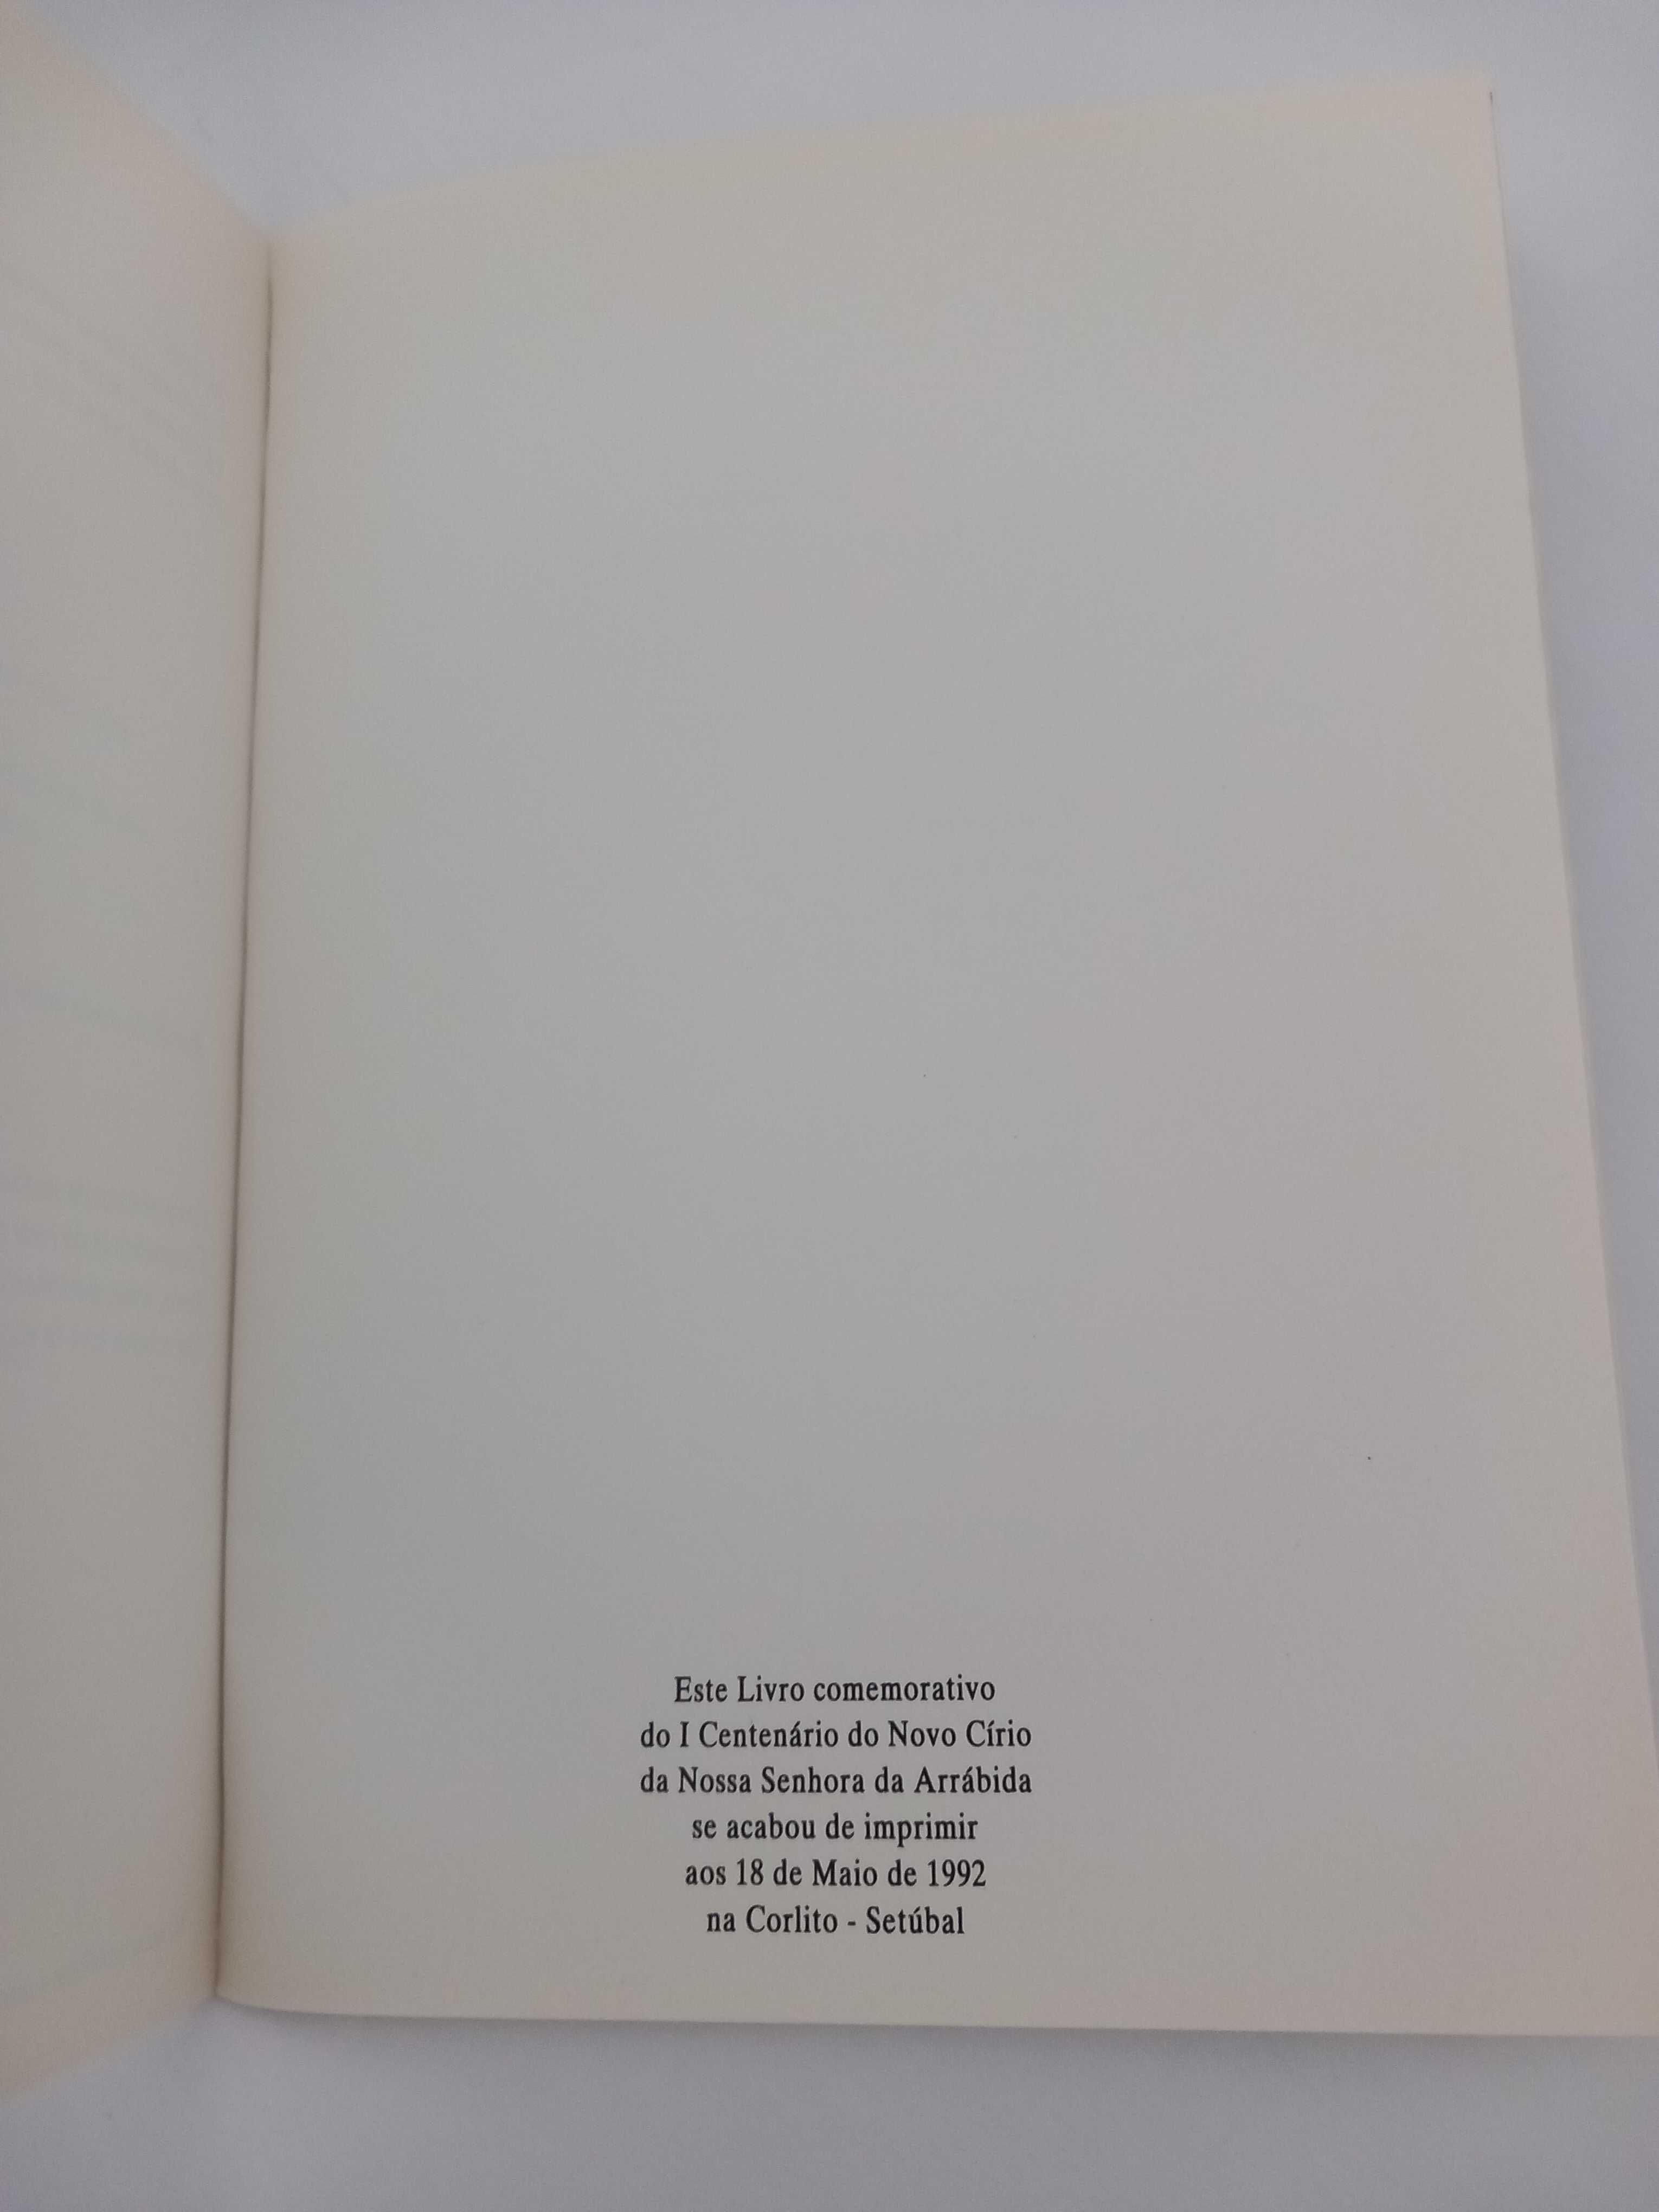 Este Livro comemorativo
do I Centenário do Novo Círio
da Nossa Senhora da Arrábida
se acabou de imprimir
aos 18 de Maio de 1992
na Corlito - Setúbal